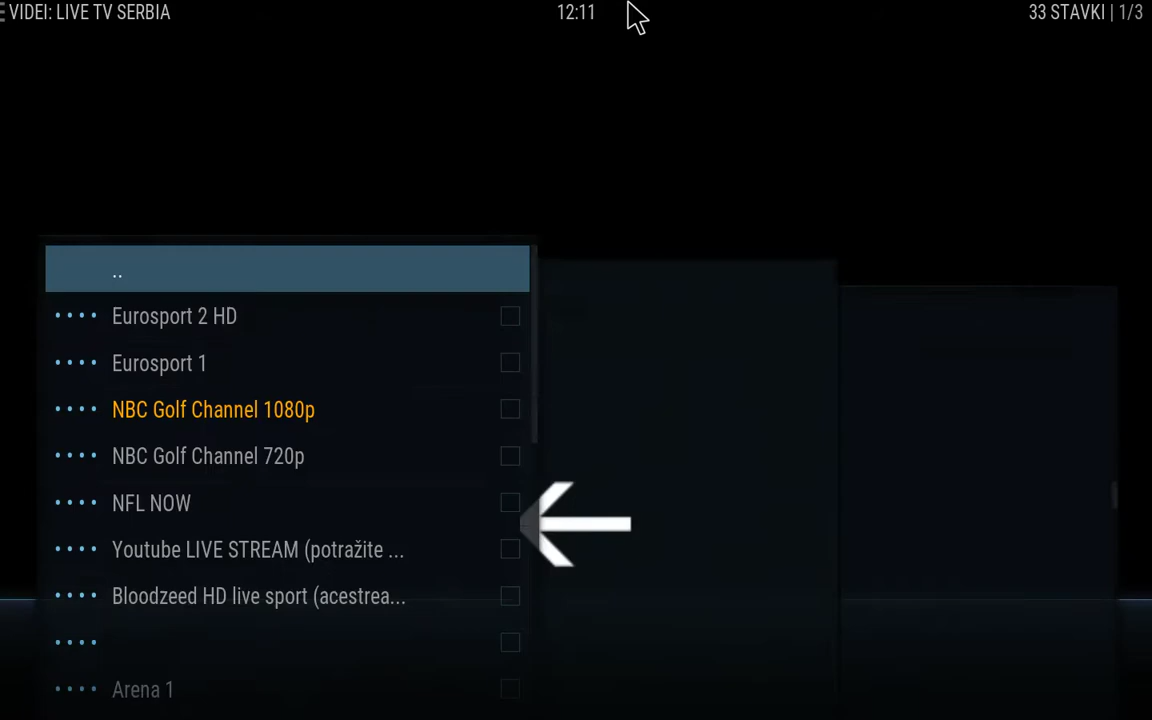 VIDEI: LIVE TV SERBIA
12:11
33 STAVKI | 1/3
..
Eurosport 2 HD
Eurosport 1
NBC Golf Channel 1080p
NBC Golf Channel 720p
NFL NOW
Youtube LIVE STREAM (potražite ...
Bloodzeed HD live sport (acestrea...
Arena 1